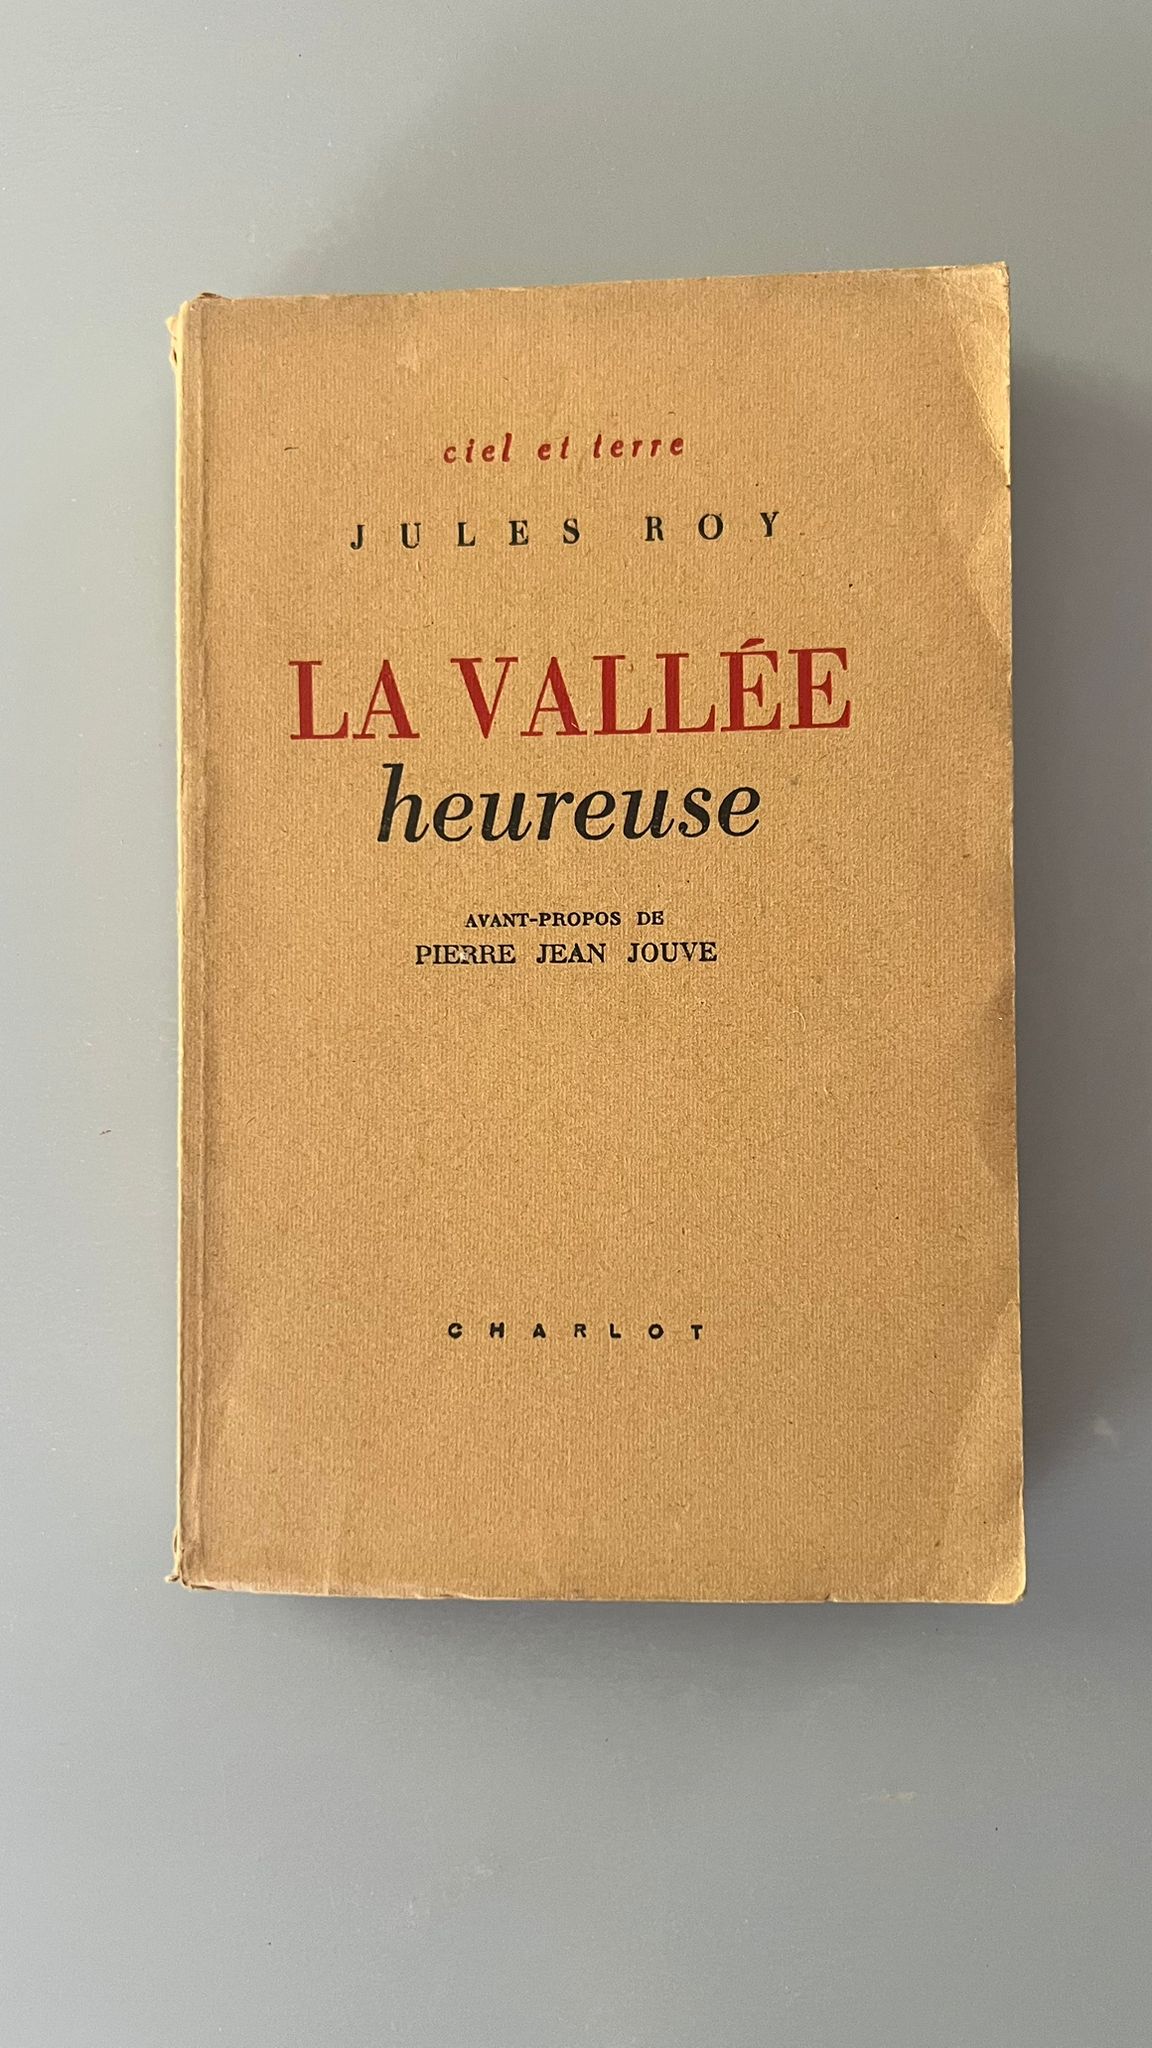 ciel et terre
JULES ROY
LA VALLÉE
heureuse
AVANT-PROPOS DE
PIERRE JEAN JOUVE
CHARLOT